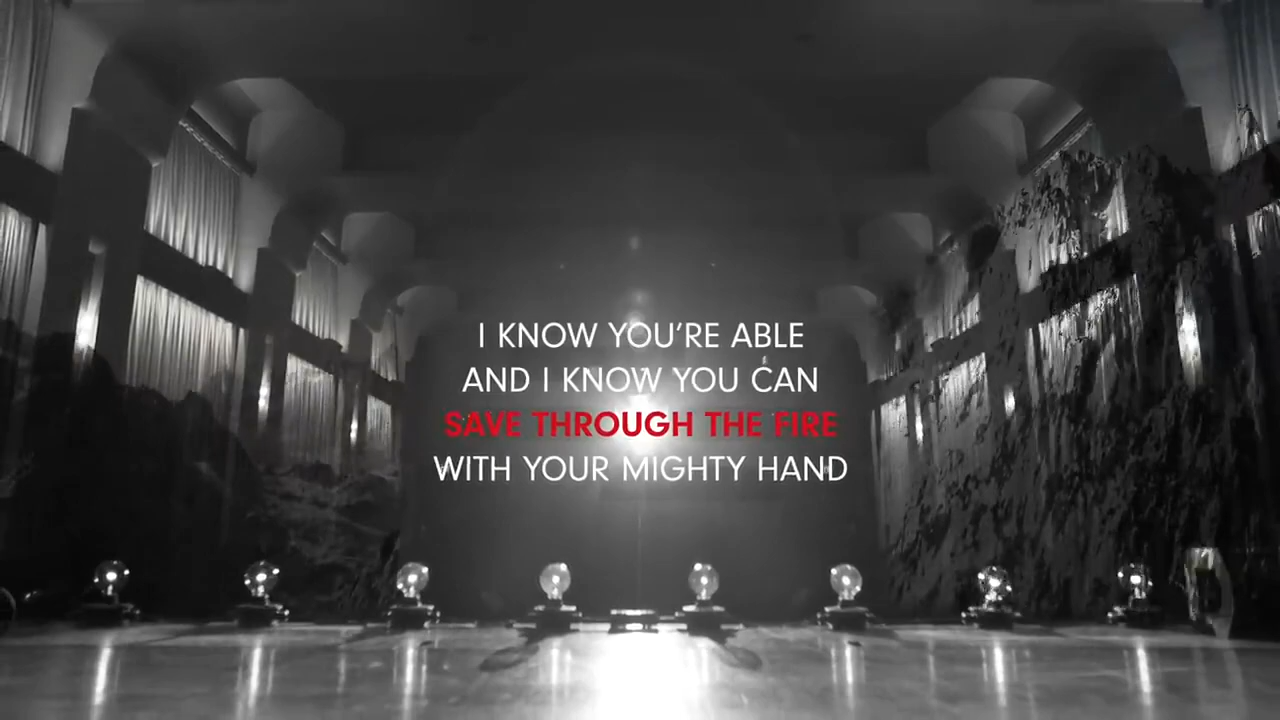 I KNOW YOU'RE ABLE
AND I KNOW YOU CAN
SAVE THROUGH THE FIRE
WITH YOUR MIGHTY HAND